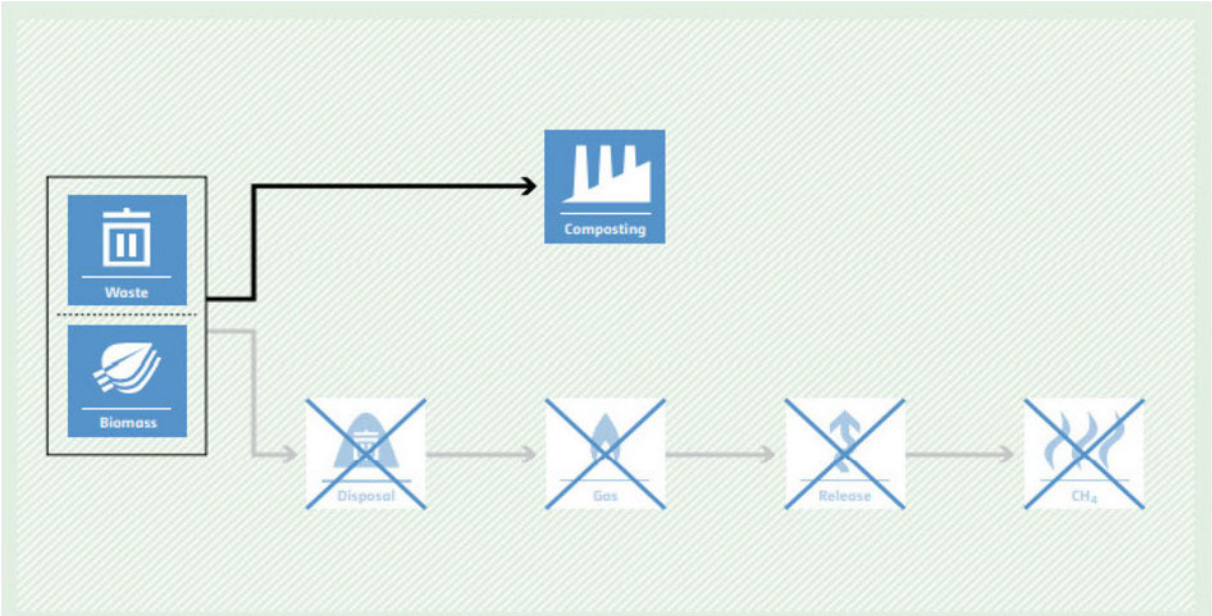 Composting
Waste
Biomass
Disposal
Gas
Release
CH₄